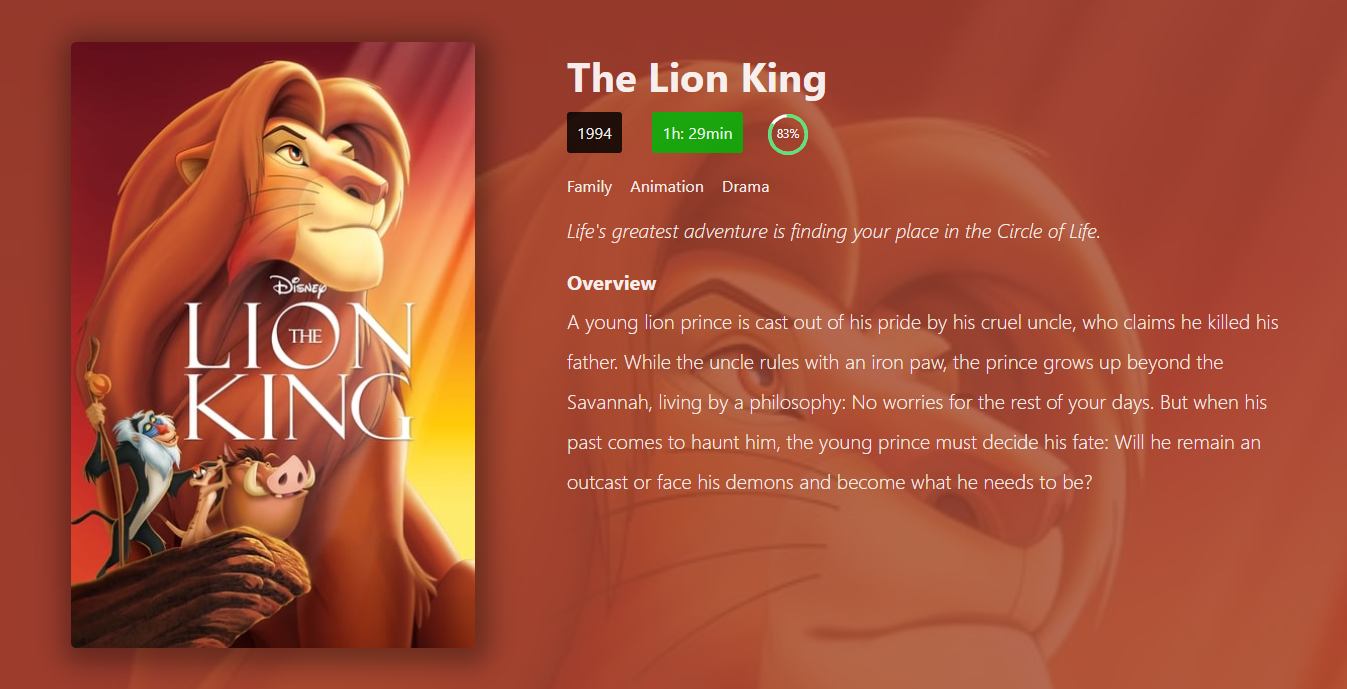 Disney
THE
LION
KING
The Lion King
1994
1h: 29min
83%
Family Animation Drama
Life's greatest adventure is finding your place in the Circle of Life.
Overview
A young lion prince is cast out of his pride by his cruel uncle, who claims he killed his
father. While the uncle rules with an iron paw, the prince grows up beyond the
Savannah, living by a philosophy: No worries for the rest of your days. But when his
past comes to haunt him, the young prince must decide his fate: Will he remain an
outcast or face his demons and become what he needs to be?